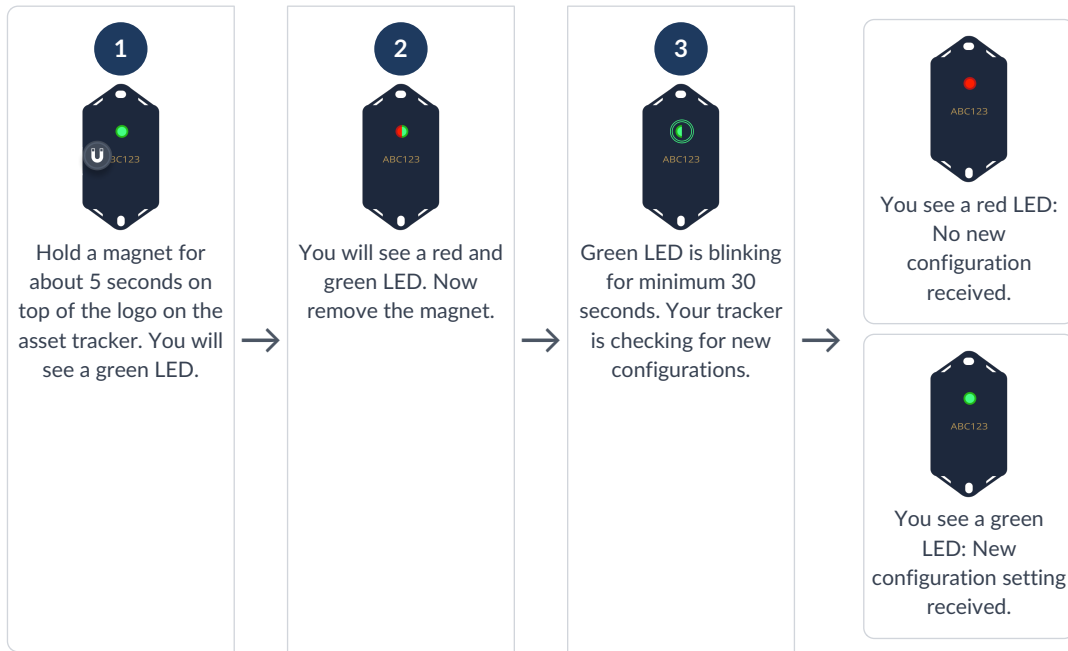 1
ABC123
Hold a magnet for
about 5 seconds on
top of the logo on the
asset tracker. You will
see a green LED.
2
ABC123
You will see a red and
green LED. Now
remove the magnet.
3
ABC123
Green LED is blinking
for minimum 30
seconds. Your tracker
is checking for new
configurations.
ABC123
You see a red LED:
No new
configuration
received.
ABC123
You see a green
LED: New
configuration setting
received.